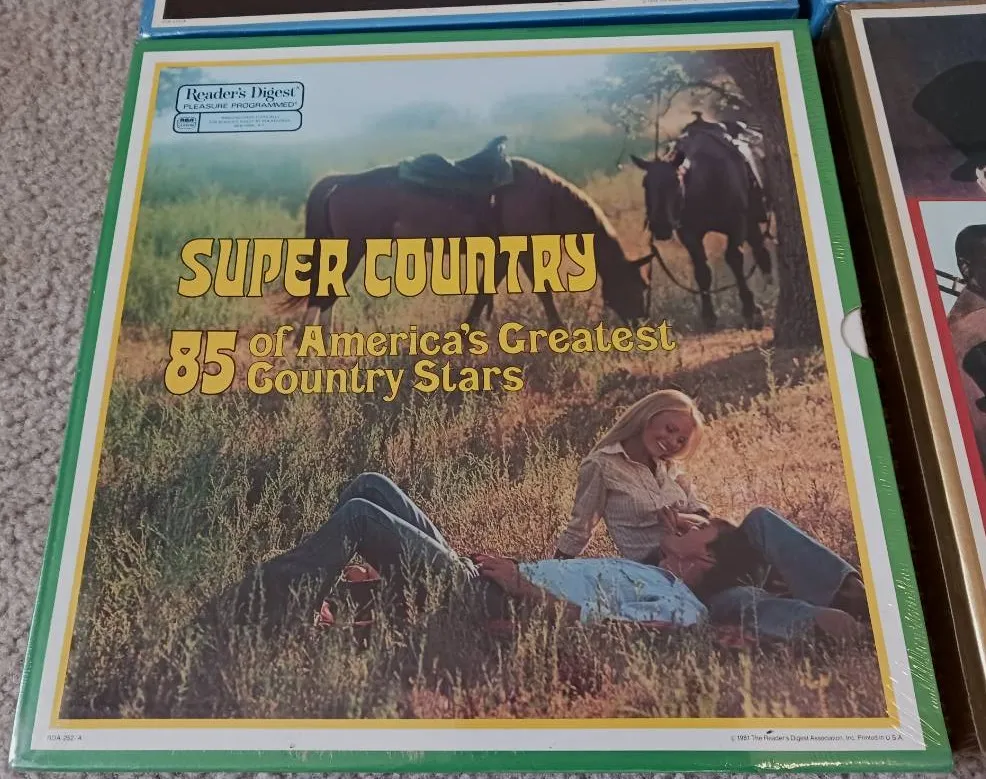 Reader's Digest®
PLEASURE PROGRAMMED®
RCA
SUPER COUNTRY
85 of America's Greatest
Country Stars
© 1981 The Reader's Digest Association, Inc. Printed in U.S.A.